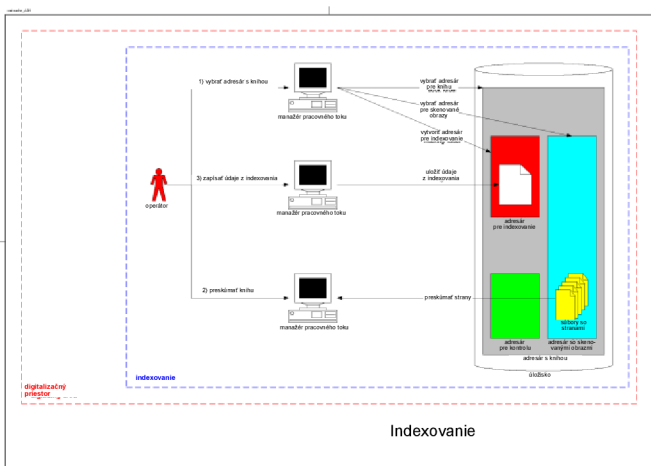 1) vybrať adresár s knihou
manažér pracovného toku
vybrať adresár
pre knihu
vybrať adresár
pre skenované
obrazy
vytvoriť adresár
pre indexovanie
operátor
3) zapísať údaje z indexovania
manažér pracovného toku
uložiť údaje
z indexovania
adresár
pre indexovanie
2) preskúmať knihu
manažér pracovného toku
preskúmať strany
súbory so
stranami
adresár
pre kontrolu
adresár so skeno-
vanými obrazmi
adresár s knihou
úložisko
indexovanie
digitalizačný
priestor
Indexovanie